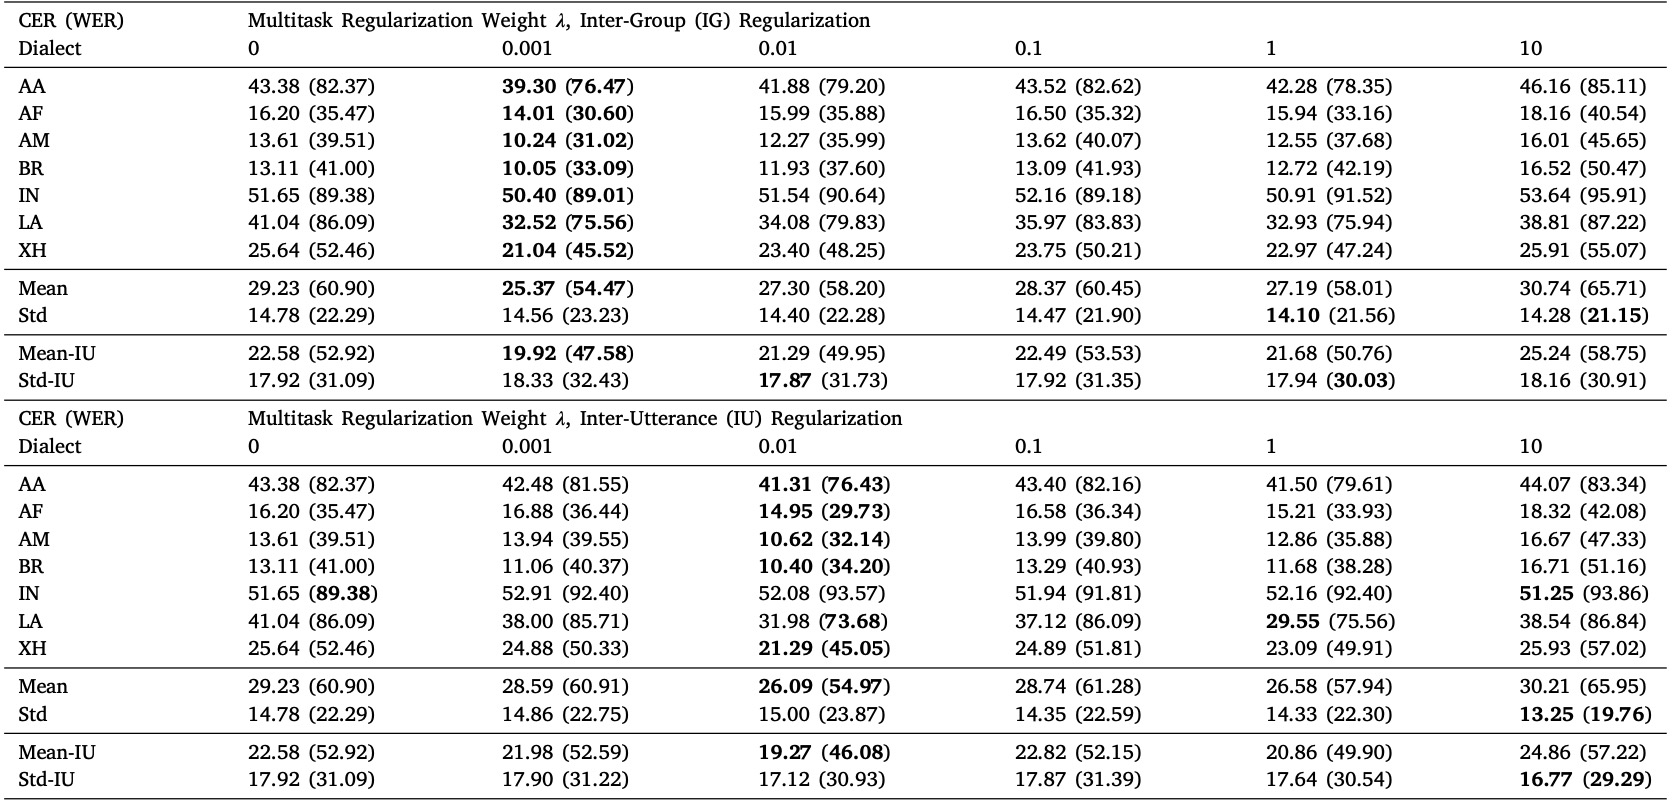 CER (WER) Multitask Regularization Weight λ, Inter-Group (IG) Regularization
Dialect 0 0.001 0.01 0.1 1 10
AA 43.38 (82.37) 39.30 (76.47) 41.88 (79.20) 43.52 (82.62) 42.28 (78.35) 46.16 (85.11)
AF 16.20 (35.47) 14.01 (30.60) 15.99 (35.88) 16.50 (35.32) 15.94 (33.16) 18.16 (40.54)
AM 13.61 (39.51) 10.24 (31.02) 12.27 (35.99) 13.62 (40.07) 12.55 (37.68) 16.01 (45.65)
BR 13.11 (41.00) 10.05 (33.09) 11.93 (37.60) 13.09 (41.93) 12.72 (42.19) 16.52 (50.47)
IN 51.65 (89.38) 50.40 (89.01) 51.54 (90.64) 52.16 (89.18) 50.91 (91.52) 53.64 (95.91)
LA 41.04 (86.09) 32.52 (75.56) 34.08 (79.83) 35.97 (83.83) 32.93 (75.94) 38.81 (87.22)
XH 25.64 (52.46) 21.04 (45.52) 23.40 (48.25) 23.75 (50.21) 22.97 (47.24) 25.91 (55.07)
Mean 29.23 (60.90) 25.37 (54.47) 27.30 (58.20) 28.37 (60.45) 27.19 (58.01) 30.74 (65.71)
Std 14.78 (22.29) 14.56 (23.23) 14.40 (22.28) 14.47 (21.90) 14.10 (21.56) 14.28 (21.15)
Mean-IU 22.58 (52.92) 19.92 (47.58) 21.29 (49.95) 22.49 (53.53) 21.68 (50.76) 25.24 (58.75)
Std-IU 17.92 (31.09) 18.33 (32.43) 17.87 (31.73) 17.92 (31.35) 17.94 (30.03) 18.16 (30.91)
CER (WER) Multitask Regularization Weight λ, Inter-Utterance (IU) Regularization
Dialect 0 0.001 0.01 0.1 1 10
AA 43.38 (82.37) 42.48 (81.55) 41.31 (76.43) 43.40 (82.16) 41.50 (79.61) 44.07 (83.34)
AF 16.20 (35.47) 16.88 (36.44) 14.95 (29.73) 16.58 (36.34) 15.21 (33.93) 18.32 (42.08)
AM 13.61 (39.51) 13.94 (39.55) 10.62 (32.14) 13.99 (39.80) 12.86 (35.88) 16.67 (47.33)
BR 13.11 (41.00) 11.06 (40.37) 10.40 (34.20) 13.29 (40.93) 11.68 (38.28) 16.71 (51.16)
IN 51.65 (89.38) 52.91 (92.40) 52.08 (93.57) 51.94 (91.81) 52.16 (92.40) 51.25 (93.86)
LA 41.04 (86.09) 38.00 (85.71) 31.98 (73.68) 37.12 (86.09) 29.55 (75.56) 38.54 (86.84)
XH 25.64 (52.46) 24.88 (50.33) 21.29 (45.05) 24.89 (51.81) 23.09 (49.91) 25.93 (57.02)
Mean 29.23 (60.90) 28.59 (60.91) 26.09 (54.97) 28.74 (61.28) 26.58 (57.94) 30.21 (65.95)
Std 14.78 (22.29) 14.86 (22.75) 15.00 (23.87) 14.35 (22.59) 14.33 (22.30) 13.25 (19.76)
Mean-IU 22.58 (52.92) 21.98 (52.59) 19.27 (46.08) 22.82 (52.15) 20.86 (49.90) 24.86 (57.22)
Std-IU 17.92 (31.09) 17.90 (31.22) 17.12 (30.93) 17.87 (31.39) 17.64 (30.54) 16.77 (29.29)